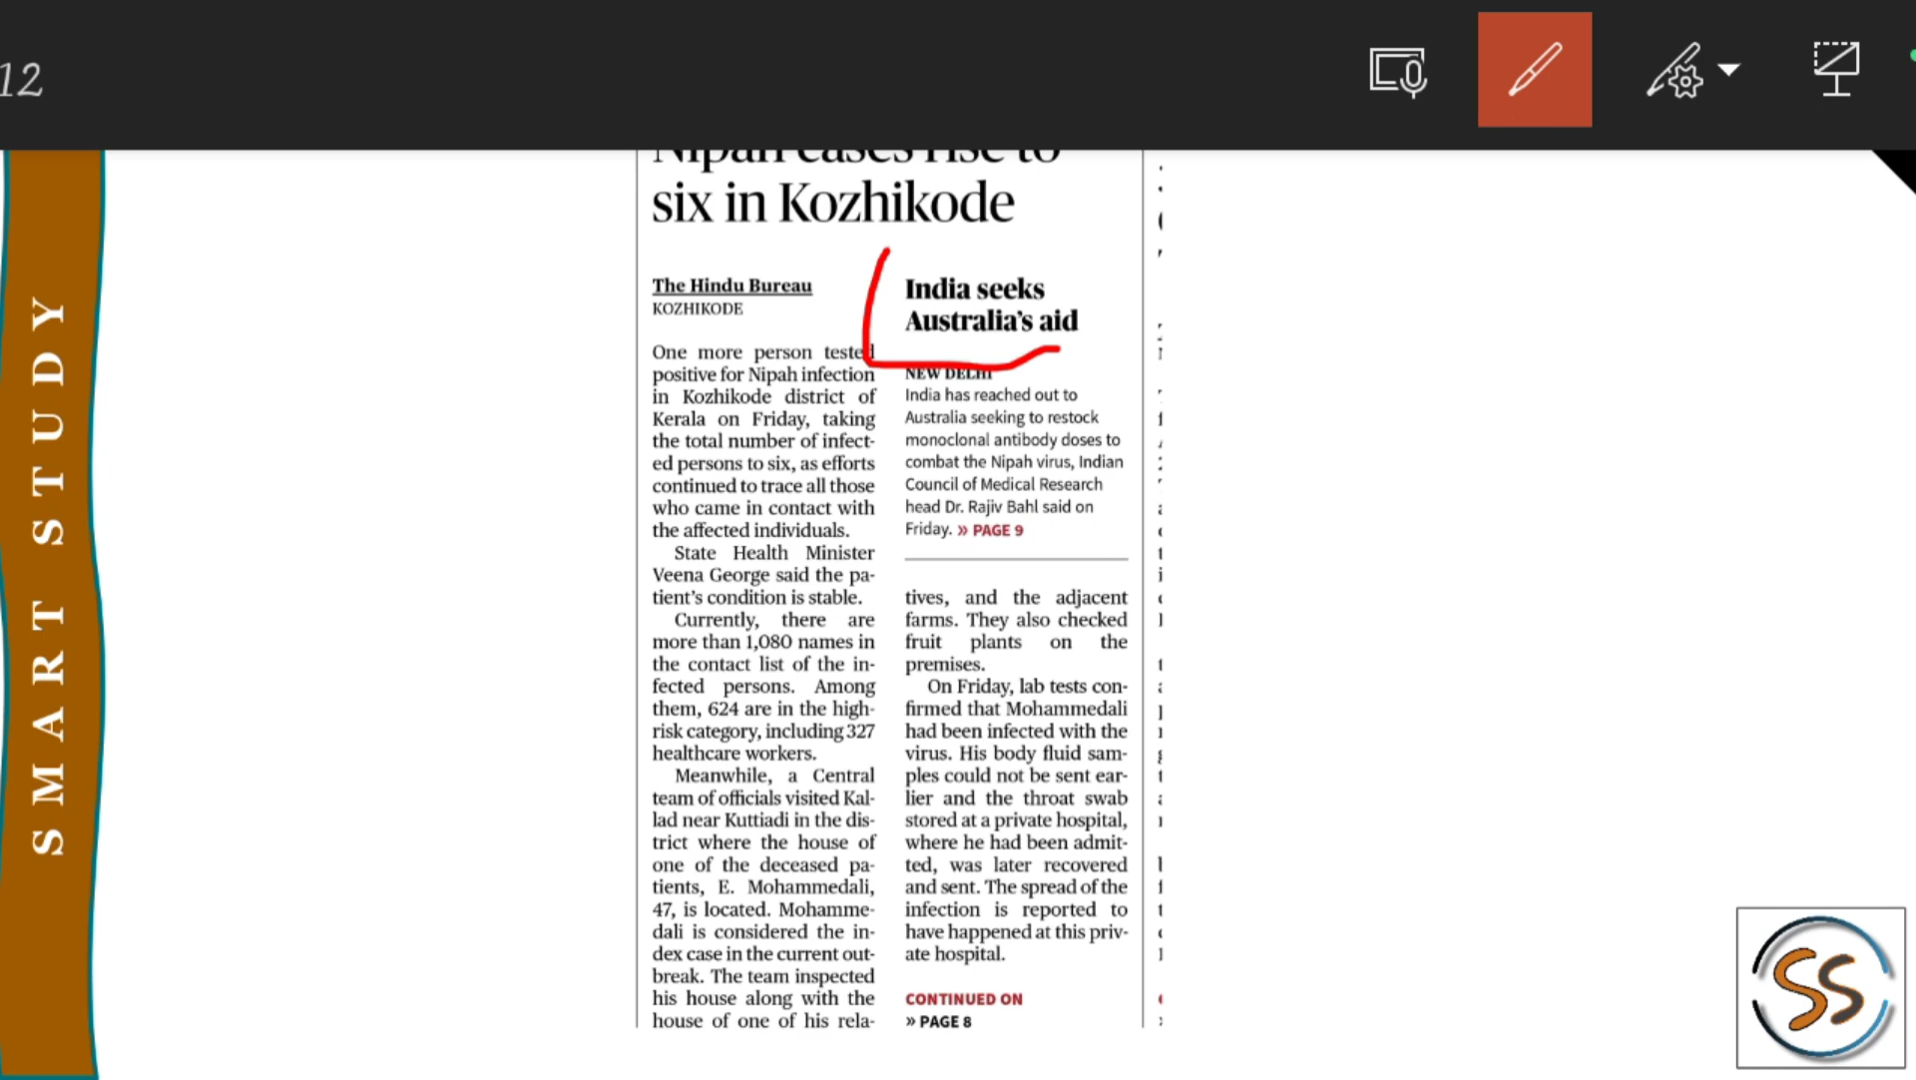 12
SMART STUDY
Nipah cases rise to
six in Kozhikode
The Hindu Bureau
KOZHIKODE
One more person tested
positive for Nipah infection
in Kozhikode district of
Kerala on Friday, taking
the total number of infect-
ed persons to six, as efforts
continued to trace all those
who came in contact with
the affected individuals.
State Health Minister
Veena George said the pa-
tient's condition is stable.
Currently, there are
more than 1,080 names in
the contact list of the in-
fected persons. Among
them, 624 are in the high-
risk category, including 327
healthcare workers.
Meanwhile, a Central
team of officials visited Kal-
lad near Kuttiadi in the dis-
trict where the house of
one of the deceased pa-
tients, E. Mohammedali,
47, is located. Mohamme-
dali is considered the in-
dex case in the current out-
break. The team inspected
his house along with the
house of one of his rela-
India seeks
Australia's aid
NEW DELHI
India has reached out to
Australia seeking to restock
monoclonal antibody doses to
combat the Nipah virus, Indian
Council of Medical Research
head Dr. Rajiv Bahl said on
Friday. » PAGE 9
tives, and the adjacent
farms. They also checked
fruit plants on the
premises.
On Friday, lab tests con-
firmed that Mohammedali
had been infected with the
virus. His body fluid sam-
ples could not be sent ear-
lier and the throat swab
stored at a private hospital,
where he had been admit-
ted, was later recovered
and sent. The spread of the
infection is reported to
have happened at this priv-
ate hospital.
CONTINUED ON
» PAGE 8
SS